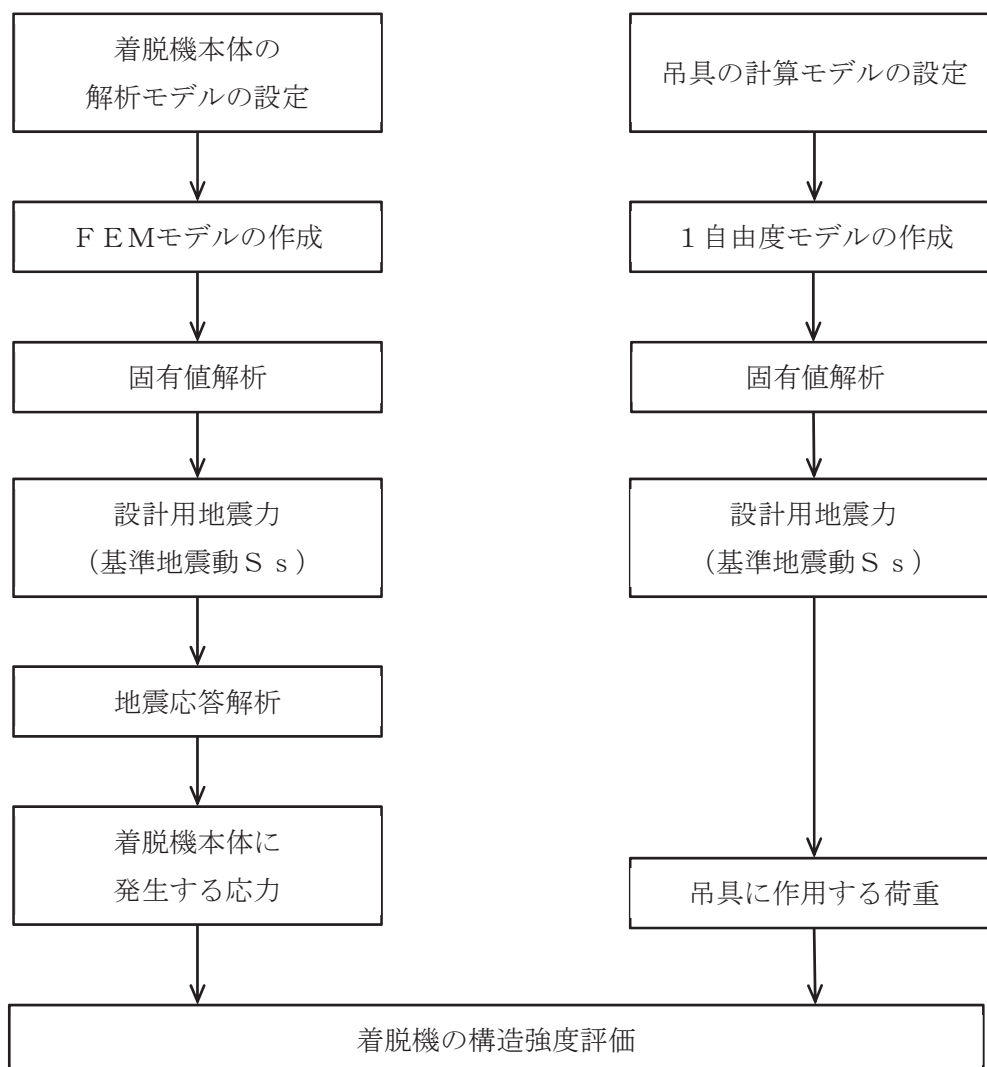 着脱機本体の
解析モデルの設定
ＦＥＭモデルの作成
固有値解析
設計用地震力
（基準地震動Ｓｓ）
地震応答解析
着脱機本体に
発生する応力
吊具の計算モデルの設定
１自由度モデルの作成
固有値解析
設計用地震力
（基準地震動Ｓｓ）
吊具に作用する荷重
着脱機の構造強度評価